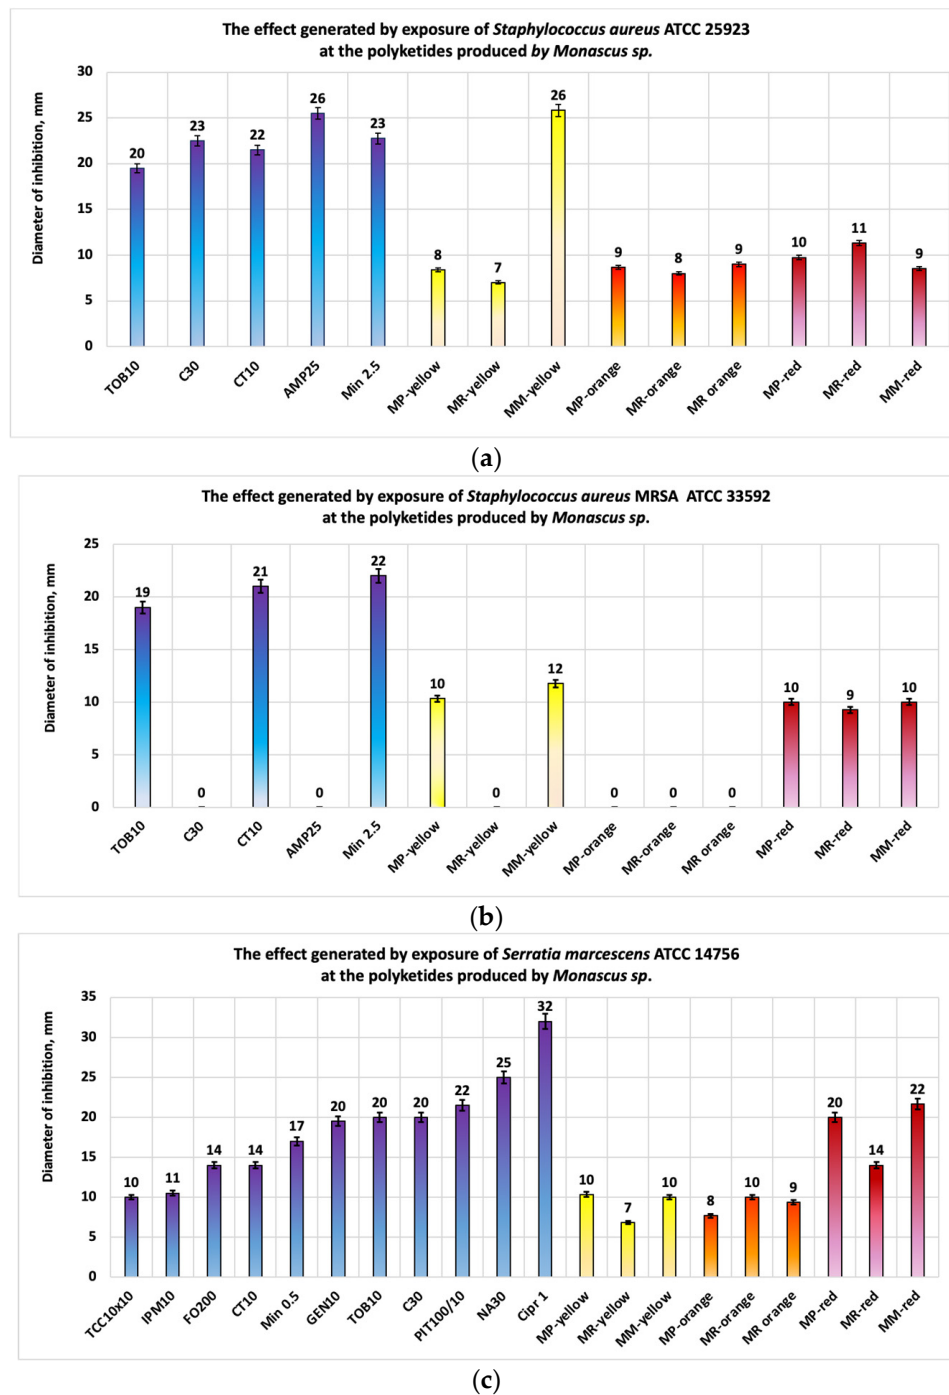 The effect generated by exposure of Staphylococcus aureus ATCC 25923
at the polyketides produced by Monascus sp.
Diameter of inhibition, mm
30
25
20
15
10
5
0
20
23
22
26
23
8
7
26
9
8
9
10
11
9
TOB10
C30
CT10
AMP25
Min 2.5
MP-yellow
MR-yellow
MM-yellow
MP-orange
MR-orange
MR orange
MP-red
MR-red
MM-red
(a)
The effect generated by exposure of Staphylococcus aureus MRSA ATCC 33592
at the polyketides produced by Monascus sp.
Diameter of inhibition, mm
25
20
15
10
5
0
19
0
21
0
22
10
0
12
0
0
0
10
9
10
TOB10
C30
CT10
AMP25
Min 2.5
MP-yellow
MR-yellow
MM-yellow
MP-orange
MR-orange
MR orange
MP-red
MR-red
MM-red
(b)
The effect generated by exposure of Serratia marcescens ATCC 14756
at the polyketides produced by Monascus sp.
Diameter of inhibition, mm
35
30
25
20
15
10
5
0
10
11
14
14
17
20
20
20
22
25
32
10
7
10
8
10
9
20
14
22
TCC10x10
IPM10
FO200
CT10
Min 0.5
GEN10
TOB10
C30
PIT100/10
NA30
Cipr 1
MP-yellow
MR-yellow
MM-yellow
MP-orange
MR-orange
MR orange
MP-red
MR-red
MM-red
(c)